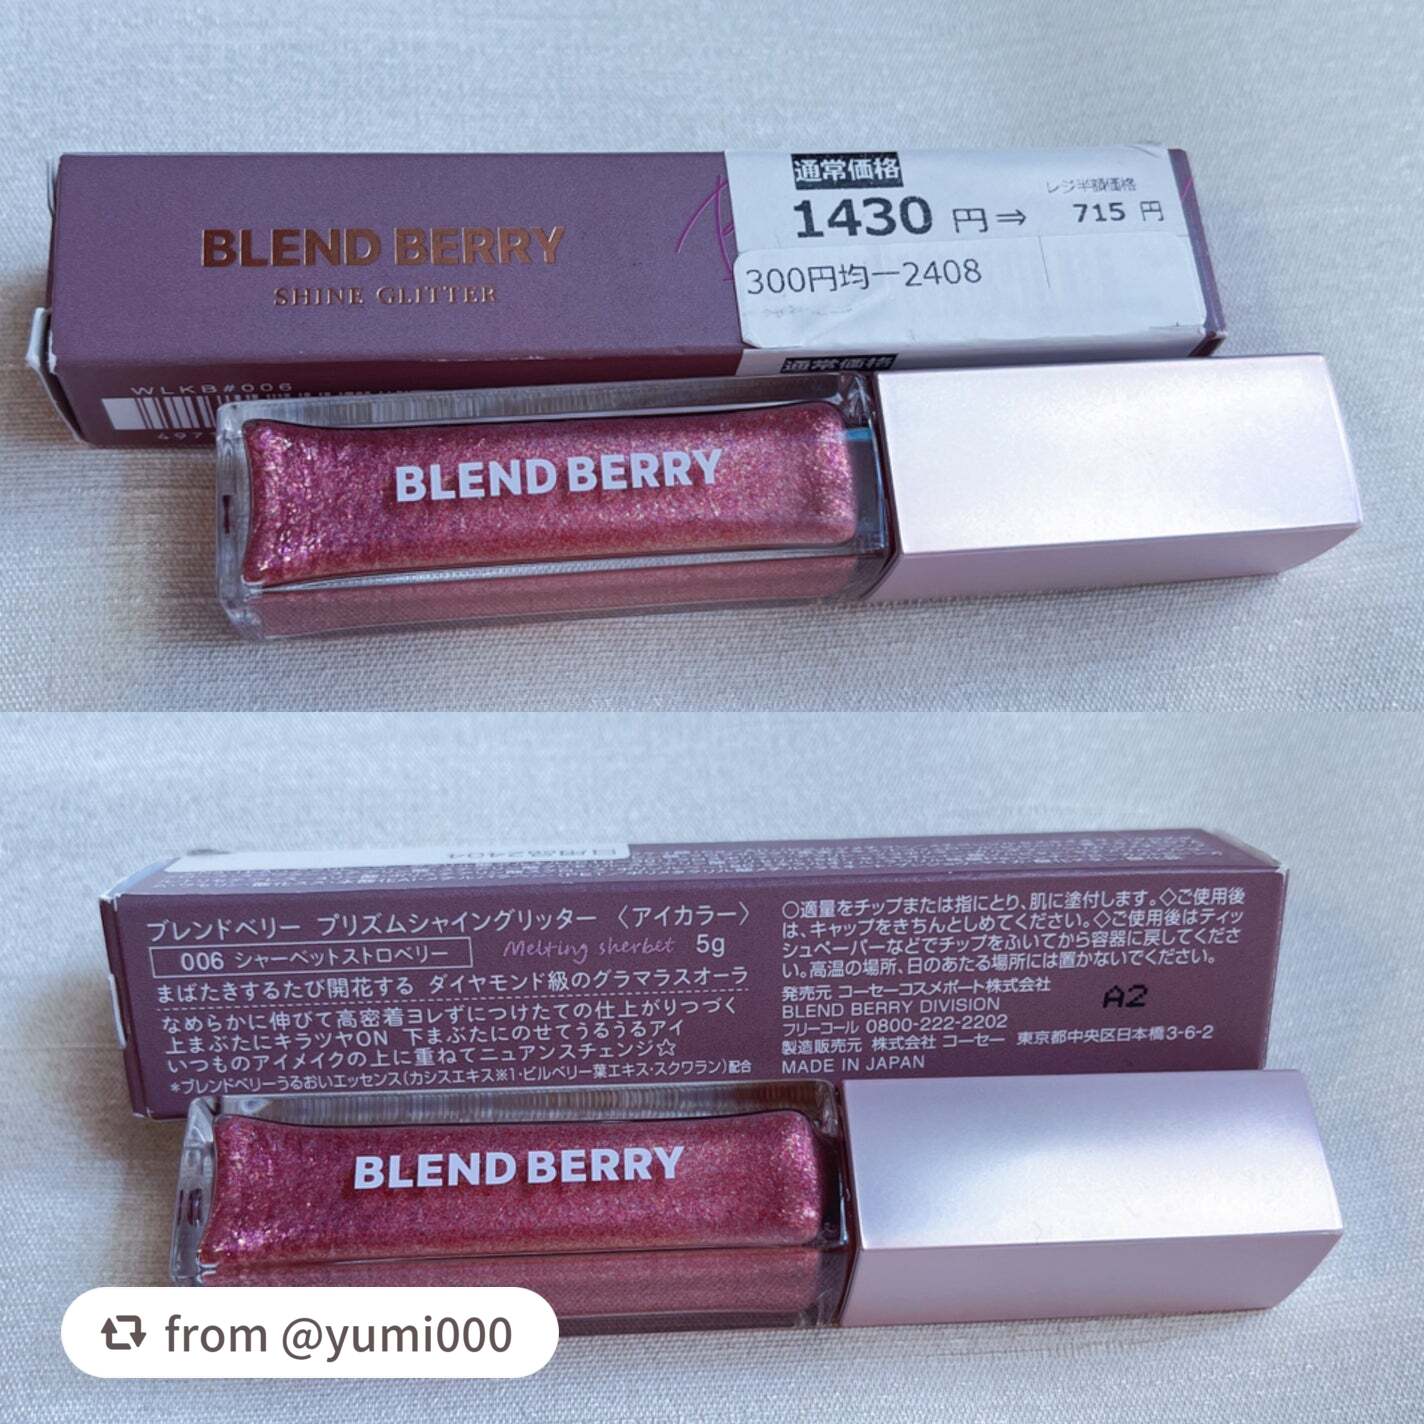 BLEND BERRY
SHINE GLITTER
通常価格
1430 円⇒
レジ半額価格
715 円
300円均一2408
通常価格
WLKB#006
497
BLEND BERRY
日用品2404
ブレンドベリー プリズムシャイングリッター 〈アイカラー〉
006 シャーベットストロベリー
Melting sherbet 5g
まばたきするたび開花する ダイヤモンド級のグラマラスオーラ
なめらかに伸びて高密着ヨレずにつけたての仕上がりつづく
上まぶたにキラツヤON 下まぶたにのせてうるうるアイ
いつものアイメイクの上に重ねてニュアンスチェンジ☆
*ブレンドベリーうるおいエッセンス(カシスエキス※1・ビルベリー葉エキス・スクワラン)配合
○適量をチップまたは指にとり、肌に塗付します。◇ご使用後
は、キャップをきちんとしめてください。◇ご使用後はティッ
シュペーパーなどでチップをふいてから容器に戻してくださ
い。高温の場所、日のあたる場所には置かないでください。
発売元 コーセーコスメポート株式会社
BLEND BERRY DIVISION
フリーコール 0800-222-2202
製造販売元 株式会社 コーセー 東京都中央区日本橋3-6-2
MADE IN JAPAN
A2
BLEND BERRY
from @yumi000